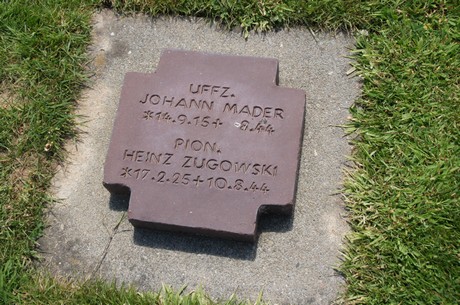 UFFZ.
JOHANN MADER
*14.9.15+ 8.44
PION.
HEINZ ZUGOWSKI
*17.2.25+10.8.44